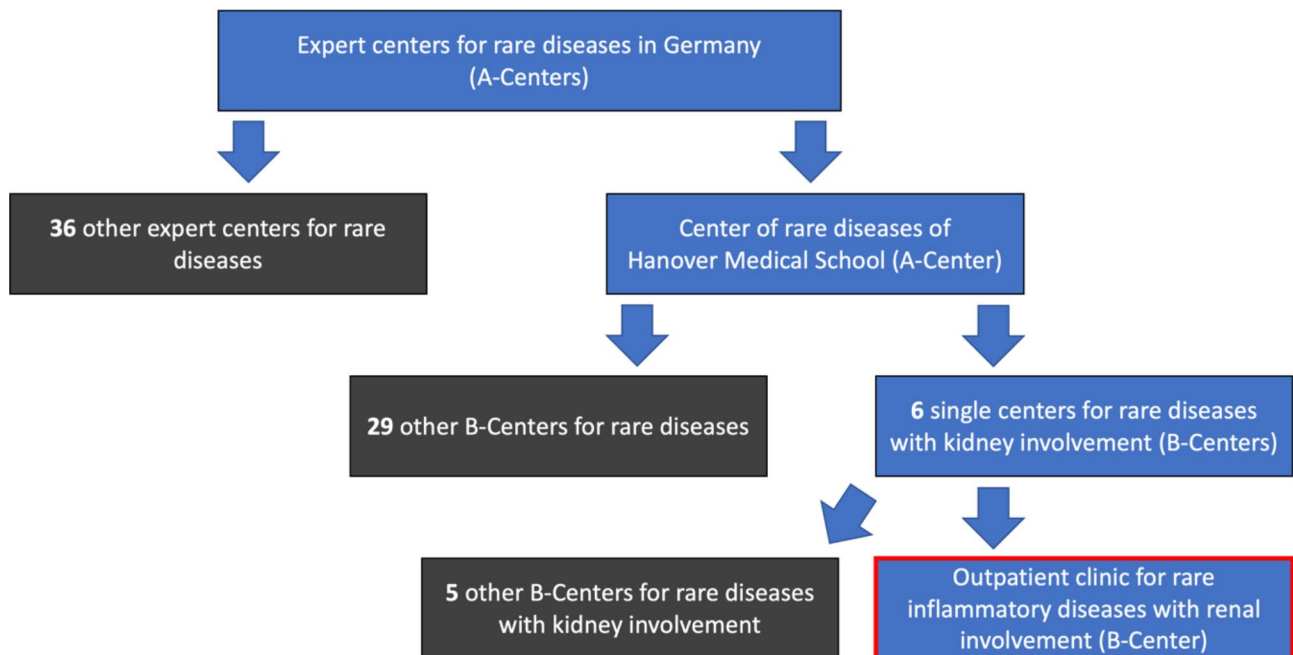 Expert centers for rare diseases in Germany
(A-Centers)
36 other expert centers for rare
diseases
Center of rare diseases of
Hanover Medical School (A-Center)
29 other B-Centers for rare diseases
6 single centers for rare diseases
with kidney involvement (B-Centers)
5 other B-Centers for rare diseases
with kidney involvement
Outpatient clinic for rare
inflammatory diseases with renal
involvement (B-Center)